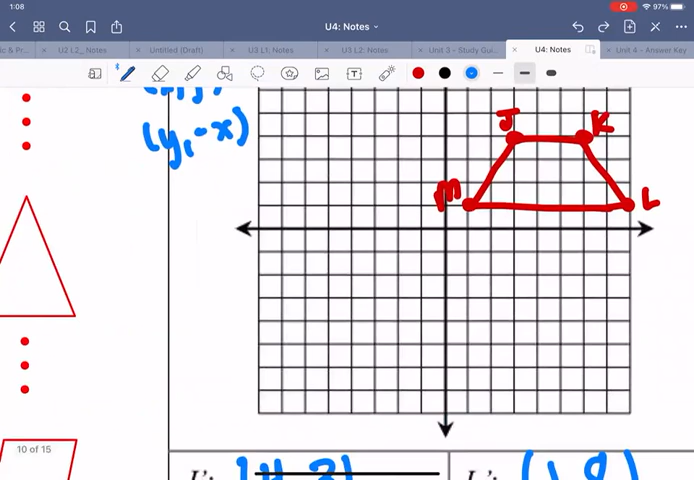 1:08
97%
U4: Notes
c & Pr...
U2 L2_ Notes
Untitled (Draft)
U3 L1: Notes
U3 L2: Notes
Unit 3 - Study Gui...
U4: Notes
Unit 4 - Answer Key
(y, -x)
J
K
M
L
10 of 15